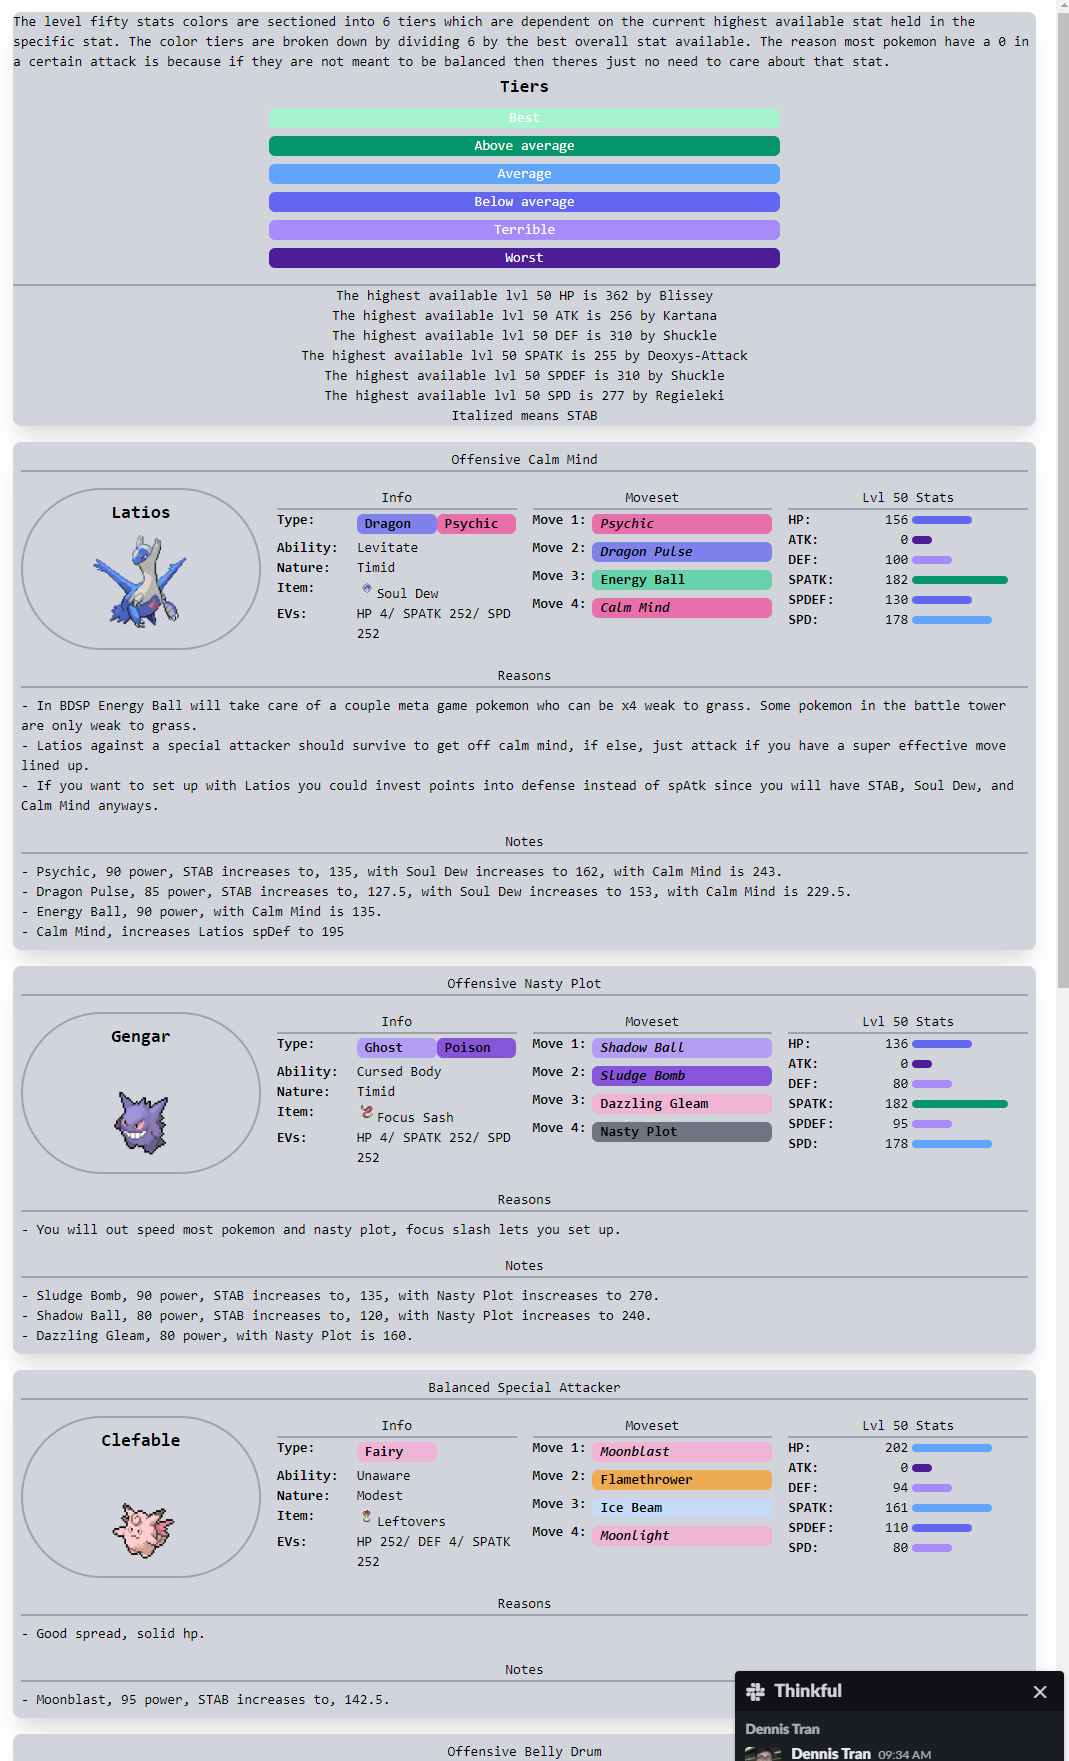 The level fifty stats colors are sectioned into 6 tiers which are dependent on the current highest available stat held in the
specific stat. The color tiers are broken down by dividing 6 by the best overall stat available. The reason most pokemon have a 0 in
a certain attack is because if they are not meant to be balanced then theres just no need to care about that stat.
Tiers
Best
Above average
Average
Below average
Terrible
Worst
The highest available lvl 50 HP is 362 by Blissey
The highest available lvl 50 ATK is 256 by Kartana
The highest available lvl 50 DEF is 310 by Shuckle
The highest available lvl 50 SPATK is 255 by Deoxys-Attack
The highest available lvl 50 SPDEF is 310 by Shuckle
The highest available lvl 50 SPD is 277 by Regieleki
Italized means STAB
Offensive Calm Mind
Latios
Info
Type: Dragon Psychic
Ability: Levitate
Nature: Timid
Item: Soul Dew
EVs: HP 4/ SPATK 252/ SPD
252
Moveset
Move 1: Psychic
Move 2: Dragon Pulse
Move 3: Energy Ball
Move 4: Calm Mind
Lvl 50 Stats
HP: 156
ATK: 0
DEF: 100
SPATK: 182
SPDEF: 130
SPD: 178
Reasons
- In BDSP Energy Ball will take care of a couple meta game pokemon who can be x4 weak to grass. Some pokemon in the battle tower
are only weak to grass.
- Latios against a special attacker should survive to get off calm mind, if else, just attack if you have a super effective move
lined up.
- If you want to set up with Latios you could invest points into defense instead of spAtk since you will have STAB, Soul Dew, and
Calm Mind anyways.
Notes
- Psychic, 90 power, STAB increases to, 135, with Soul Dew increases to 162, with Calm Mind is 243.
- Dragon Pulse, 85 power, STAB increases to, 127.5, with Soul Dew increases to 153, with Calm Mind is 229.5.
- Energy Ball, 90 power, with Calm Mind is 135.
- Calm Mind, increases Latios spDef to 195
Offensive Nasty Plot
Gengar
Info
Type: Ghost Poison
Ability: Cursed Body
Nature: Timid
Item: Focus Sash
EVs: HP 4/ SPATK 252/ SPD
252
Moveset
Move 1: Shadow Ball
Move 2: Sludge Bomb
Move 3: Dazzling Gleam
Move 4: Nasty Plot
Lvl 50 Stats
HP: 136
ATK: 0
DEF: 80
SPATK: 182
SPDEF: 95
SPD: 178
Reasons
- You will out speed most pokemon and nasty plot, focus slash lets you set up.
Notes
- Sludge Bomb, 90 power, STAB increases to, 135, with Nasty Plot inscreases to 270.
- Shadow Ball, 80 power, STAB increases to, 120, with Nasty Plot increases to 240.
- Dazzling Gleam, 80 power, with Nasty Plot is 160.
Balanced Special Attacker
Clefable
Info
Type: Fairy
Ability: Unaware
Nature: Modest
Item: Leftovers
EVs: HP 252/ DEF 4/ SPATK
252
Moveset
Move 1: Moonblast
Move 2: Flamethrower
Move 3: Ice Beam
Move 4: Moonlight
Lvl 50 Stats
HP: 202
ATK: 0
DEF: 94
SPATK: 161
SPDEF: 110
SPD: 80
Reasons
- Good spread, solid hp.
Notes
- Moonblast, 95 power, STAB increases to, 142.5.
Offensive Belly Drum
Thinkful
Dennis Tran
Dennis Tran 09:34 AM